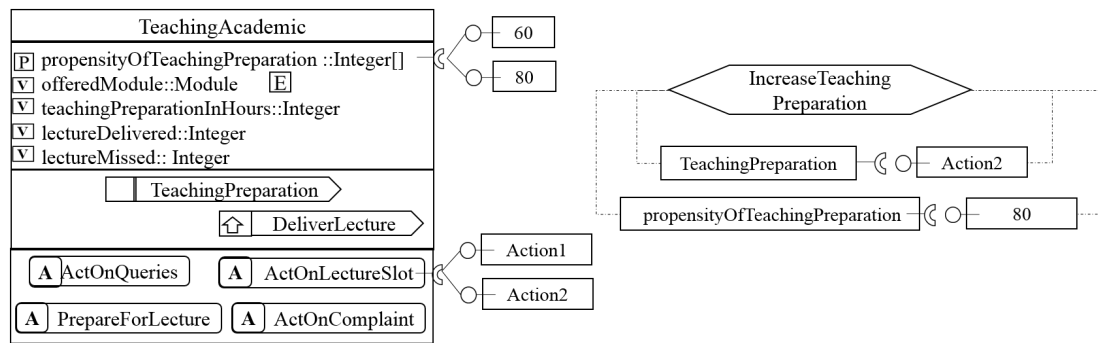 TeachingAcademic
P propensityOfTeachingPreparation ::Integer[]
60
80
V offeredModule::Module E
V teachingPreparationInHours::Integer
V lectureDelivered::Integer
V lectureMissed:: Integer
TeachingPreparation
DeliverLecture
A ActOnQueries
A ActOnLectureSlot
Action1
Action2
A PrepareForLecture
A ActOnComplaint
IncreaseTeaching
Preparation
TeachingPreparation
Action2
propensityOfTeachingPreparation
80